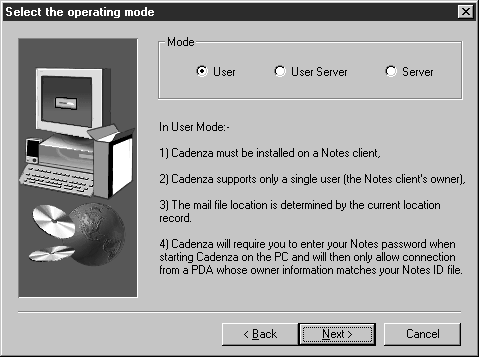 Select the operating mode
Mode
User
User Server
Server
In User Mode:-
1) Cadenza must be installed on a Notes client,
2) Cadenza supports only a single user (the Notes client's owner),
3) The mail file location is determined by the current location
record.
4) Cadenza will require you to enter your Notes password when
starting Cadenza on the PC and will then only allow connection
from a PDA whose owner information matches your Notes ID file.
< Back
Next >
Cancel